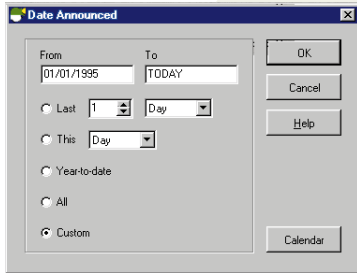 Date Announced
From To
01/01/1995 TODAY
OK
Last 1 Day
Cancel
This Day
Help
Year-to-date
All
Custom
Calendar